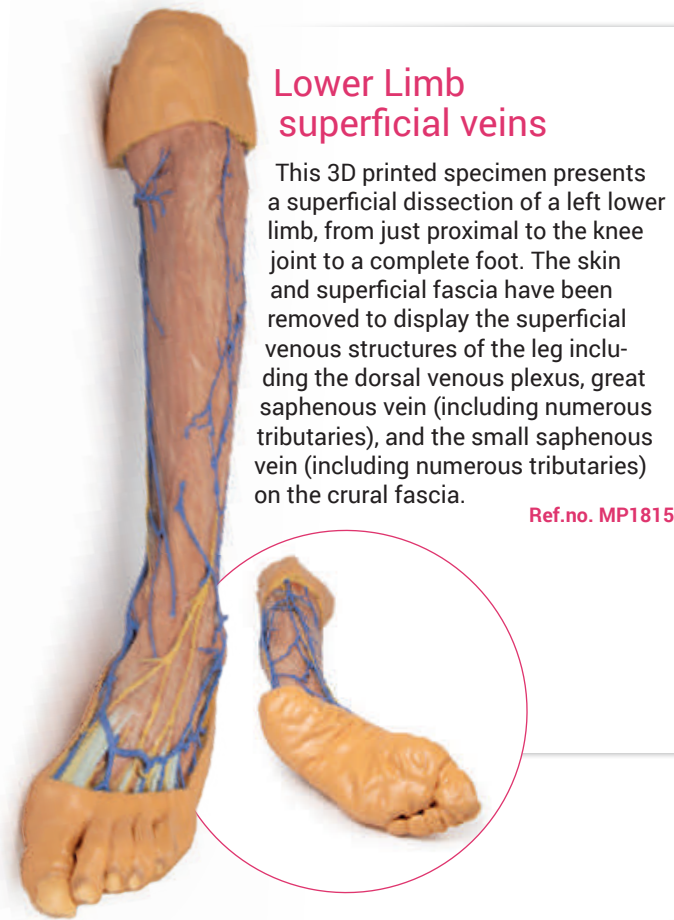 Lower Limb
superficial veins
This 3D printed specimen presents
a superficial dissection of a left lower
limb, from just proximal to the knee
joint to a complete foot. The skin
and superficial fascia have been
removed to display the superficial
venous structures of the leg inclu-
ding the dorsal venous plexus, great
saphenous vein (including numerous
tributaries), and the small saphenous
vein (including numerous tributaries)
on the crural fascia.
Ref.no. MP1815